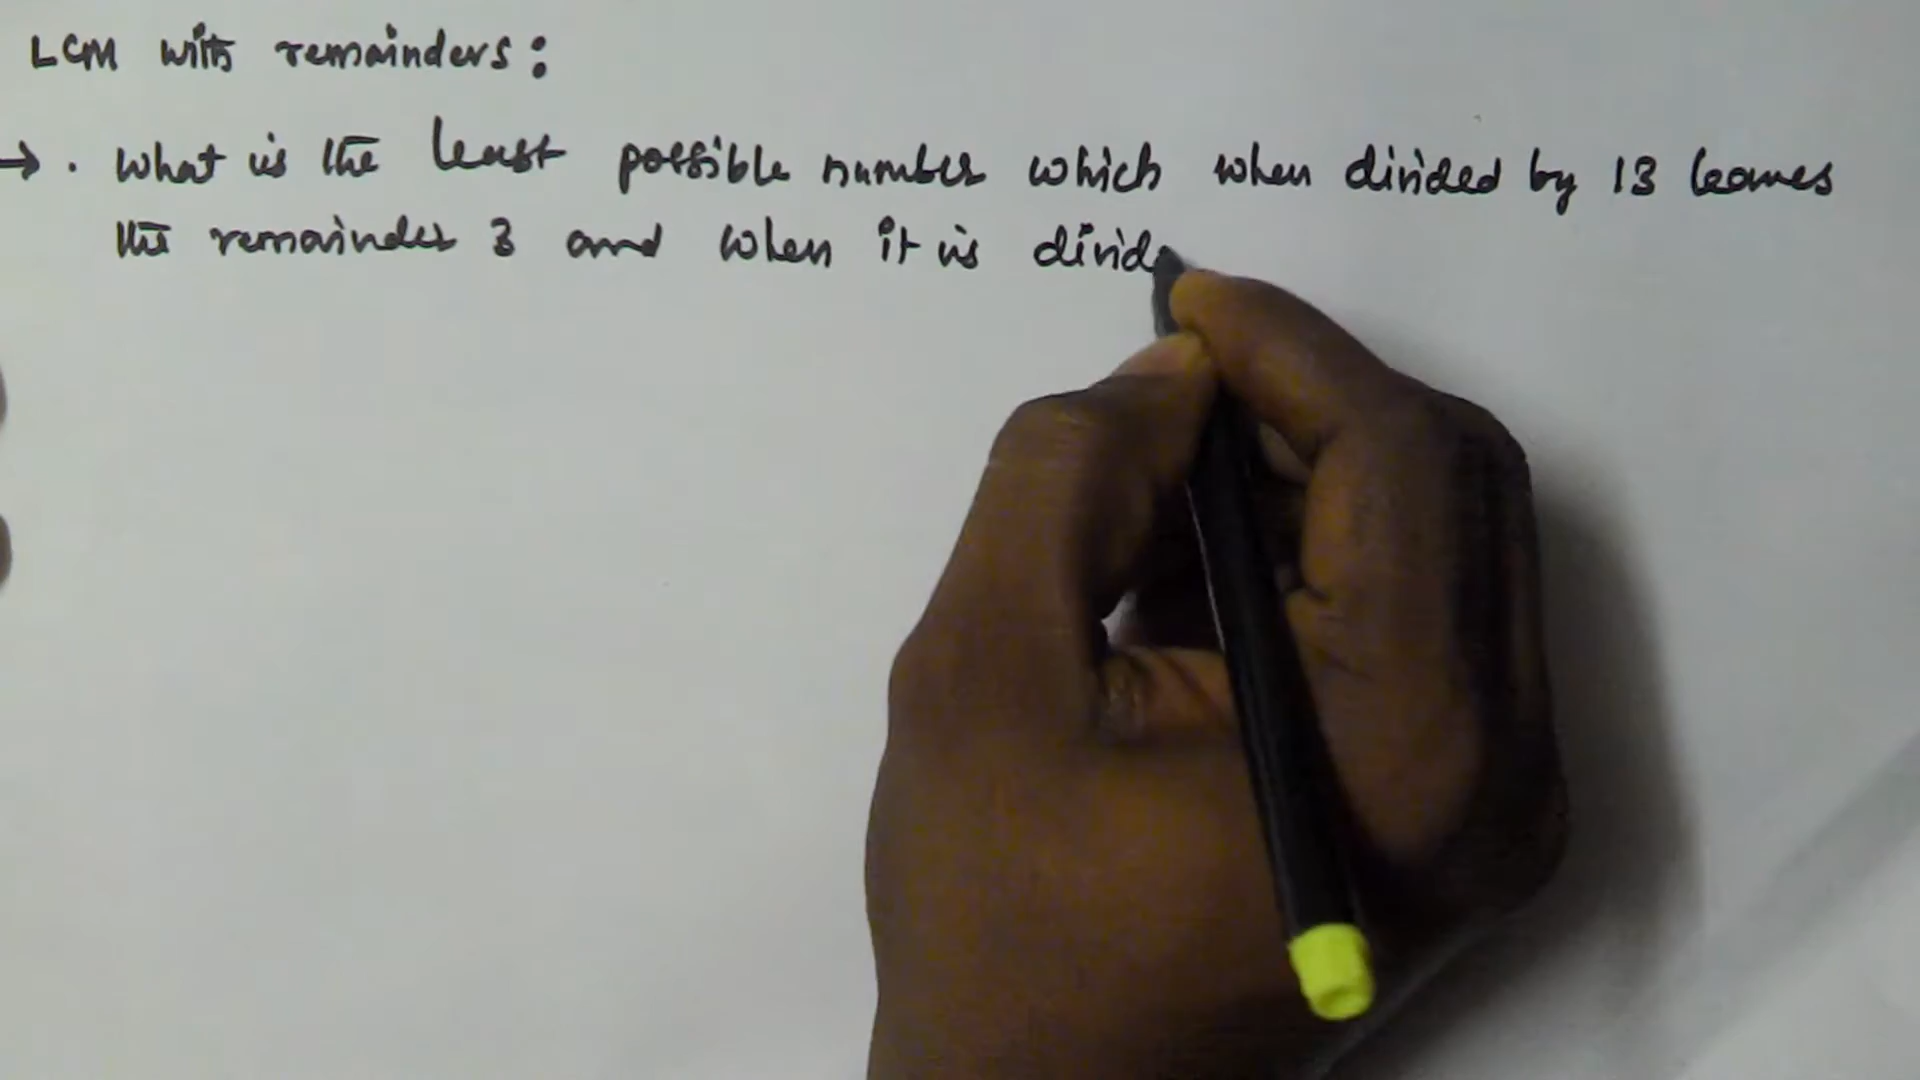 LCM with remainders:
→ . What is the least possible number which when divided by 13 leaves
the remainder 3 and when it is divide